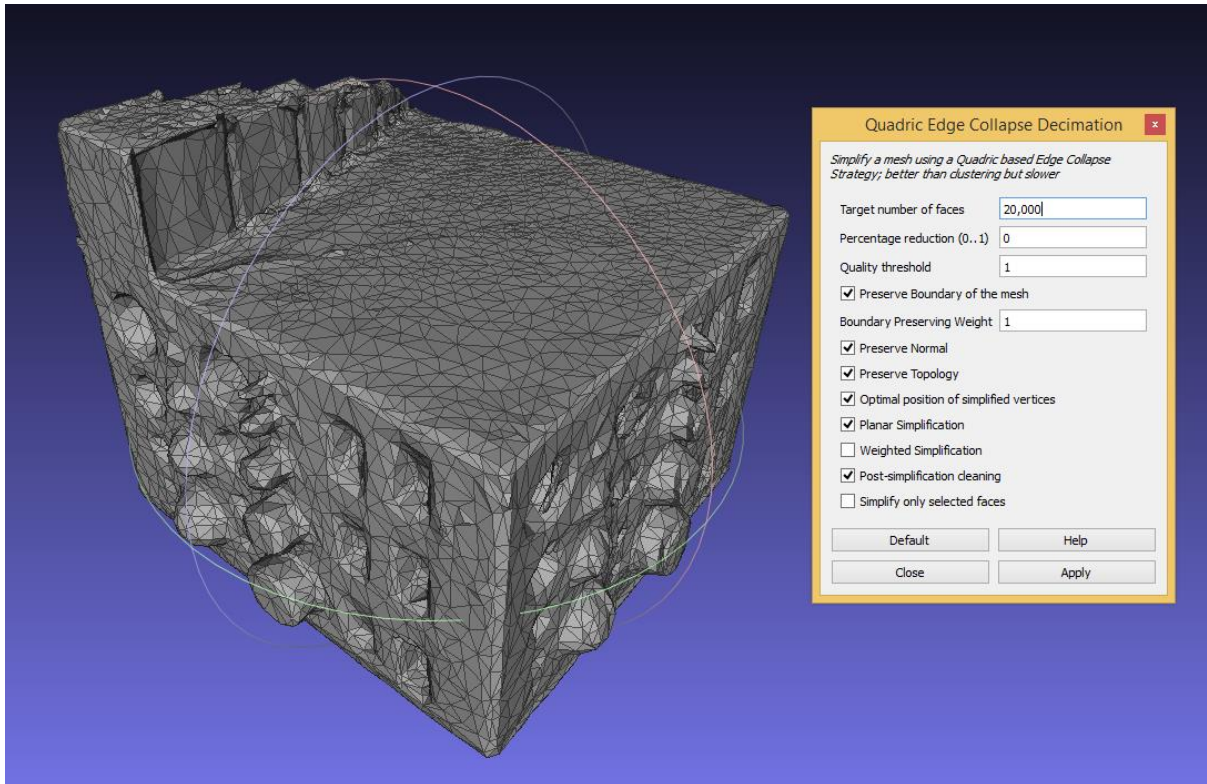 Quadric Edge Collapse Decimation
x
Simplify a mesh using a Quadric based Edge Collapse
Strategy; better than clustering but slower
Target number of faces 20,000
Percentage reduction (0..1) 0
Quality threshold 1
Preserve Boundary of the mesh
Boundary Preserving Weight 1
Preserve Normal
Preserve Topology
Optimal position of simplified vertices
Planar Simplification
Weighted Simplification
Post-simplification cleaning
Simplify only selected faces
Default Help
Close Apply